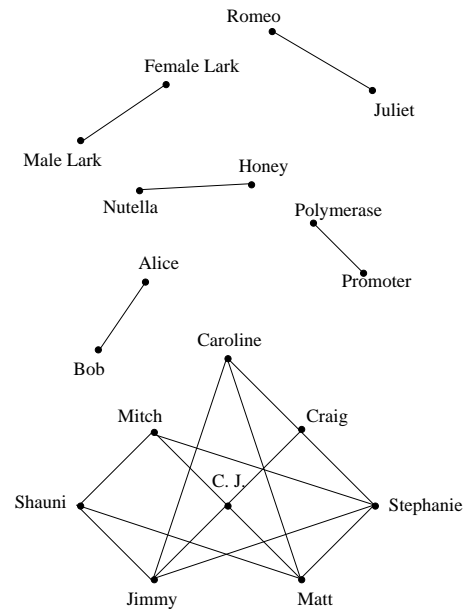 Romeo
Female Lark
Juliet
Male Lark
Honey
Nutella
Polymerase
Alice
Promoter
Caroline
Bob
Mitch
Craig
C. J.
Shauni
Stephanie
Jimmy
Matt